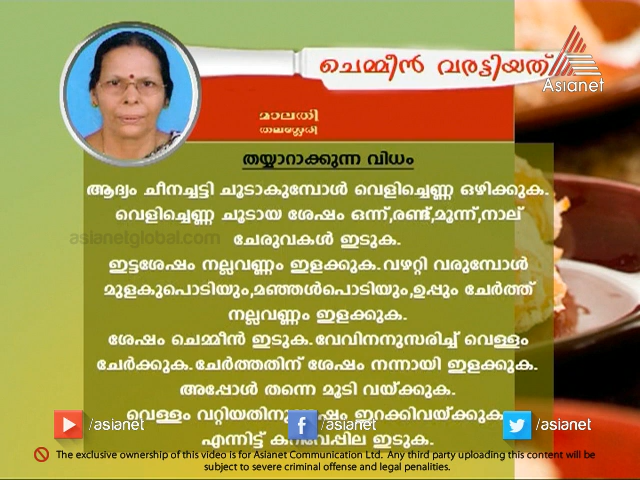 ചെമ്മീൻ വരട്ടിയത്
Asianet
മാലതി
തലശ്ശേരി
തയ്യാറാക്കുന്ന വിധം
ആദ്യം ചീനച്ചട്ടി ചൂടാകുമ്പോൾ വെളിച്ചെണ്ണ ഒഴിക്കുക.
വെളിച്ചെണ്ണ ചൂടായ ശേഷം ഒന്ന്,രണ്ട്,മൂന്ന്,നാല്
asianetglobal.com
ചേരുവകൾ ഇടുക.
ഇട്ടശേഷം നല്ലവണ്ണം ഇളക്കുക.വഴറ്റി വരുമ്പോൾ
മുളകുപൊടിയും,മഞ്ഞൾപൊടിയും,ഉപ്പും ചേർത്ത്
നല്ലവണ്ണം ഇളക്കുക.
ശേഷം ചെമ്മീൻ ഇടുക.വേവിനനുസരിച്ച് വെള്ളം
ചേർക്കുക.ചേർത്തതിന് ശേഷം നന്നായി ഇളക്കുക.
അപ്പോൾ തന്നെ മൂടി വയ്ക്കുക.
വെള്ളം വറ്റിയതിനു ശേഷം ഇറക്കിവയ്ക്കുക.
/asianet /asianet /asianet
എന്നിട്ട് കറിവേപ്പില ഇടുക.
The exclusive ownership of this video is for Asianet Communication Ltd. Any third party uploading this content will be
subject to severe criminal offense and legal penalities.